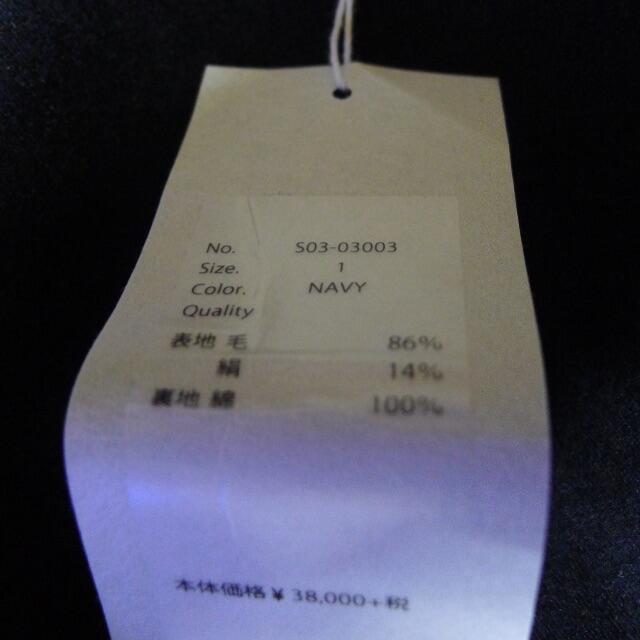 No. S03-03003
Size. 1
Color. NAVY
Quality
表地 毛 86%
絹 14%
裏地 綿 100%
本体価格¥38,000+税